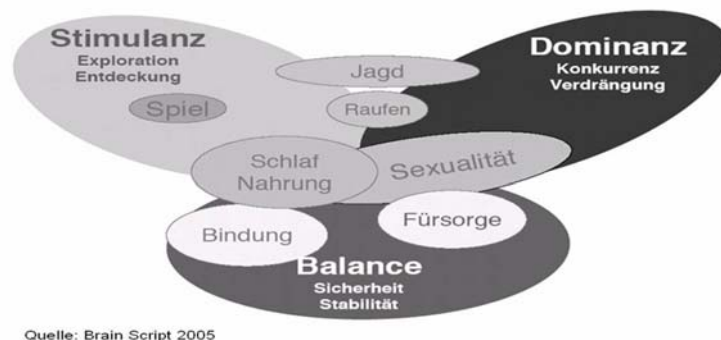 Stimulanz
Exploration
Entdeckung
Dominanz
Konkurrenz
Verdrängung
Jagd
Spiel
Raufen
Schlaf
Nahrung
Sexualität
Bindung
Fürsorge
Balance
Sicherheit
Stabilität
Quelle: Brain Script 2005